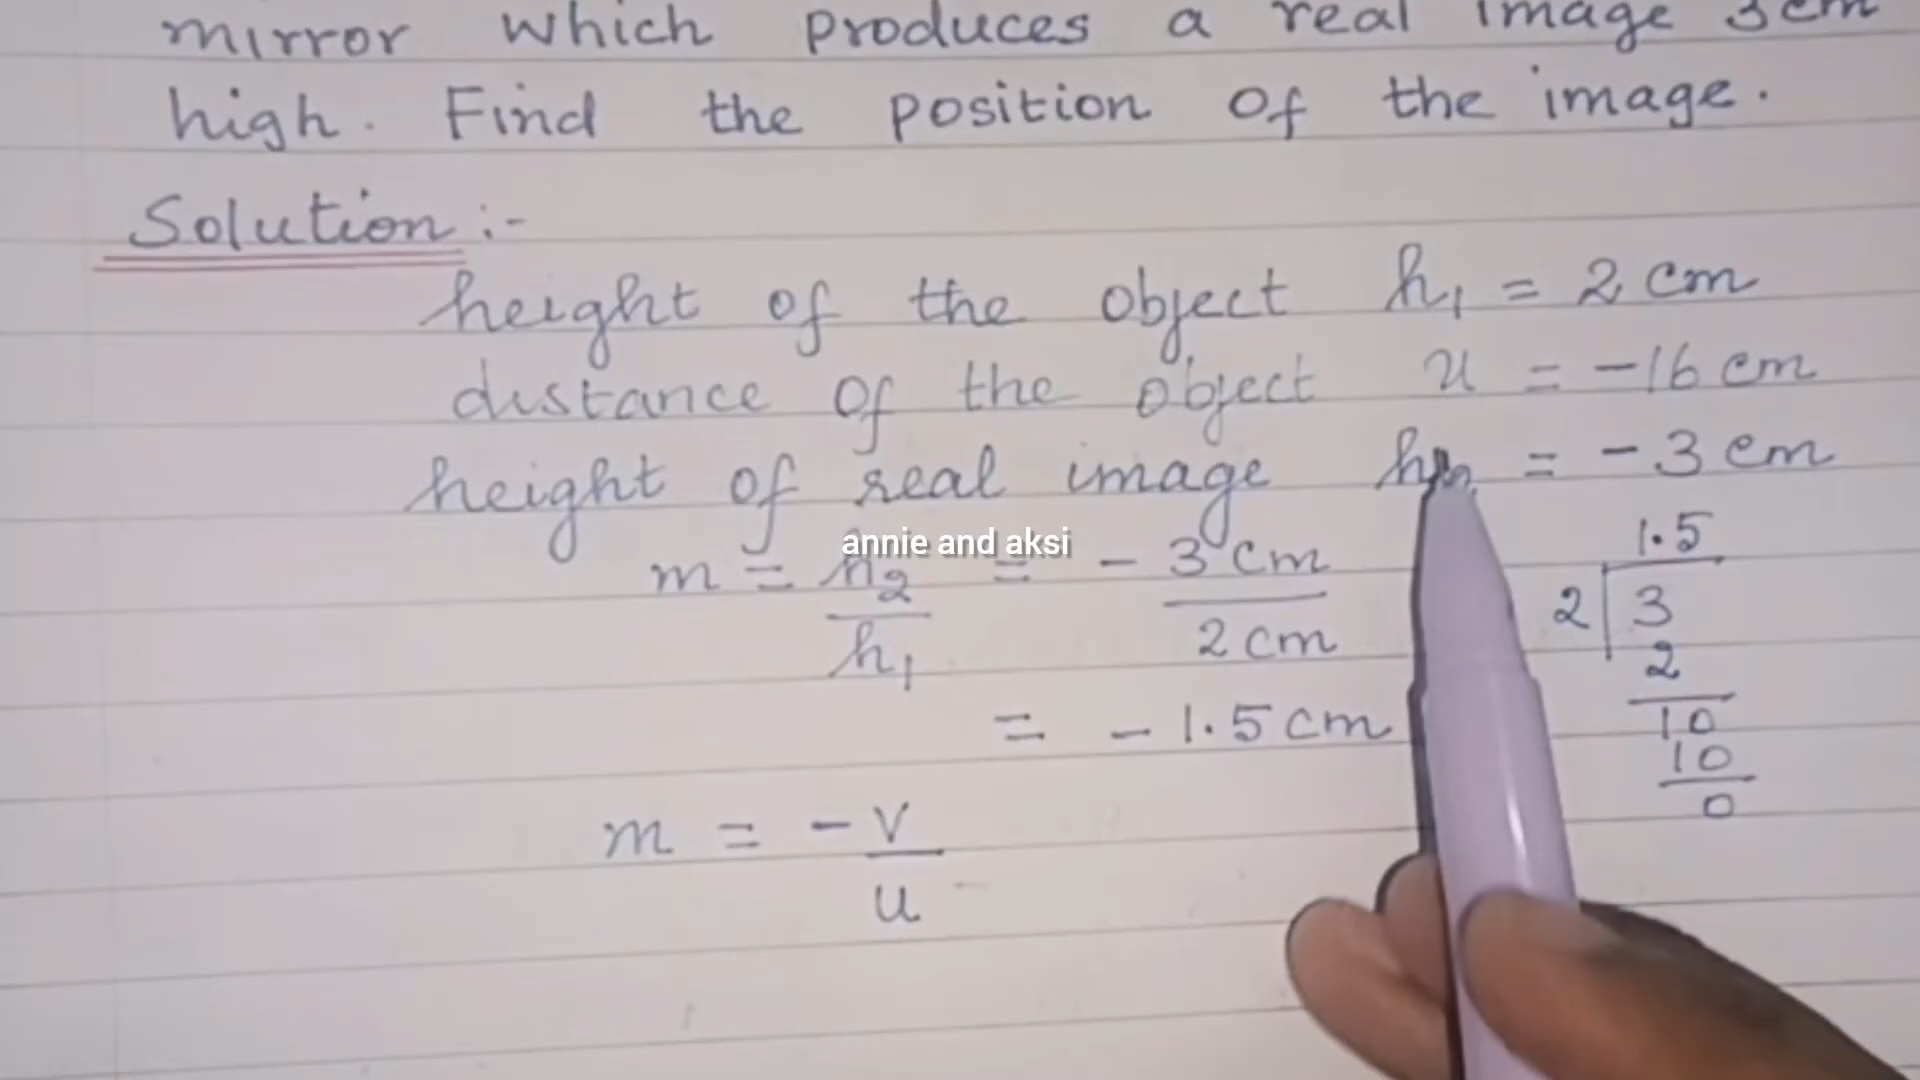 mirror which produces a real image 3cm
high. Find the position of the image.
Solution :-
height of the object h₁ = 2 cm
distance of the object u = -16 cm
height of real image = - 3 cm
annie and aksi
m = h₂/h₁ = - 3 cm/2 cm
= - 1.5 cm
1.5
2 3
2
10
10
0
m = - v/u